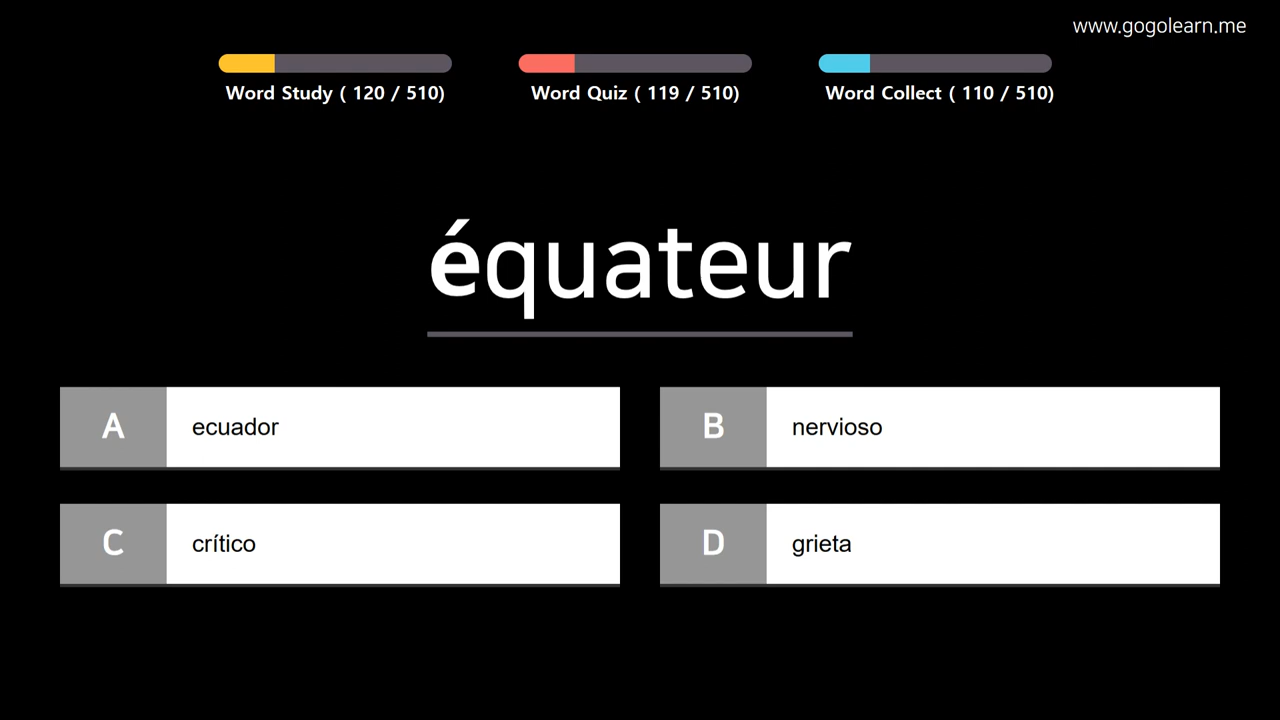 www.gogolearn.me
Word Study ( 120 / 510)
Word Quiz ( 119 / 510)
Word Collect ( 110 / 510)
équateur
A ecuador
B nervioso
C crítico
D grieta